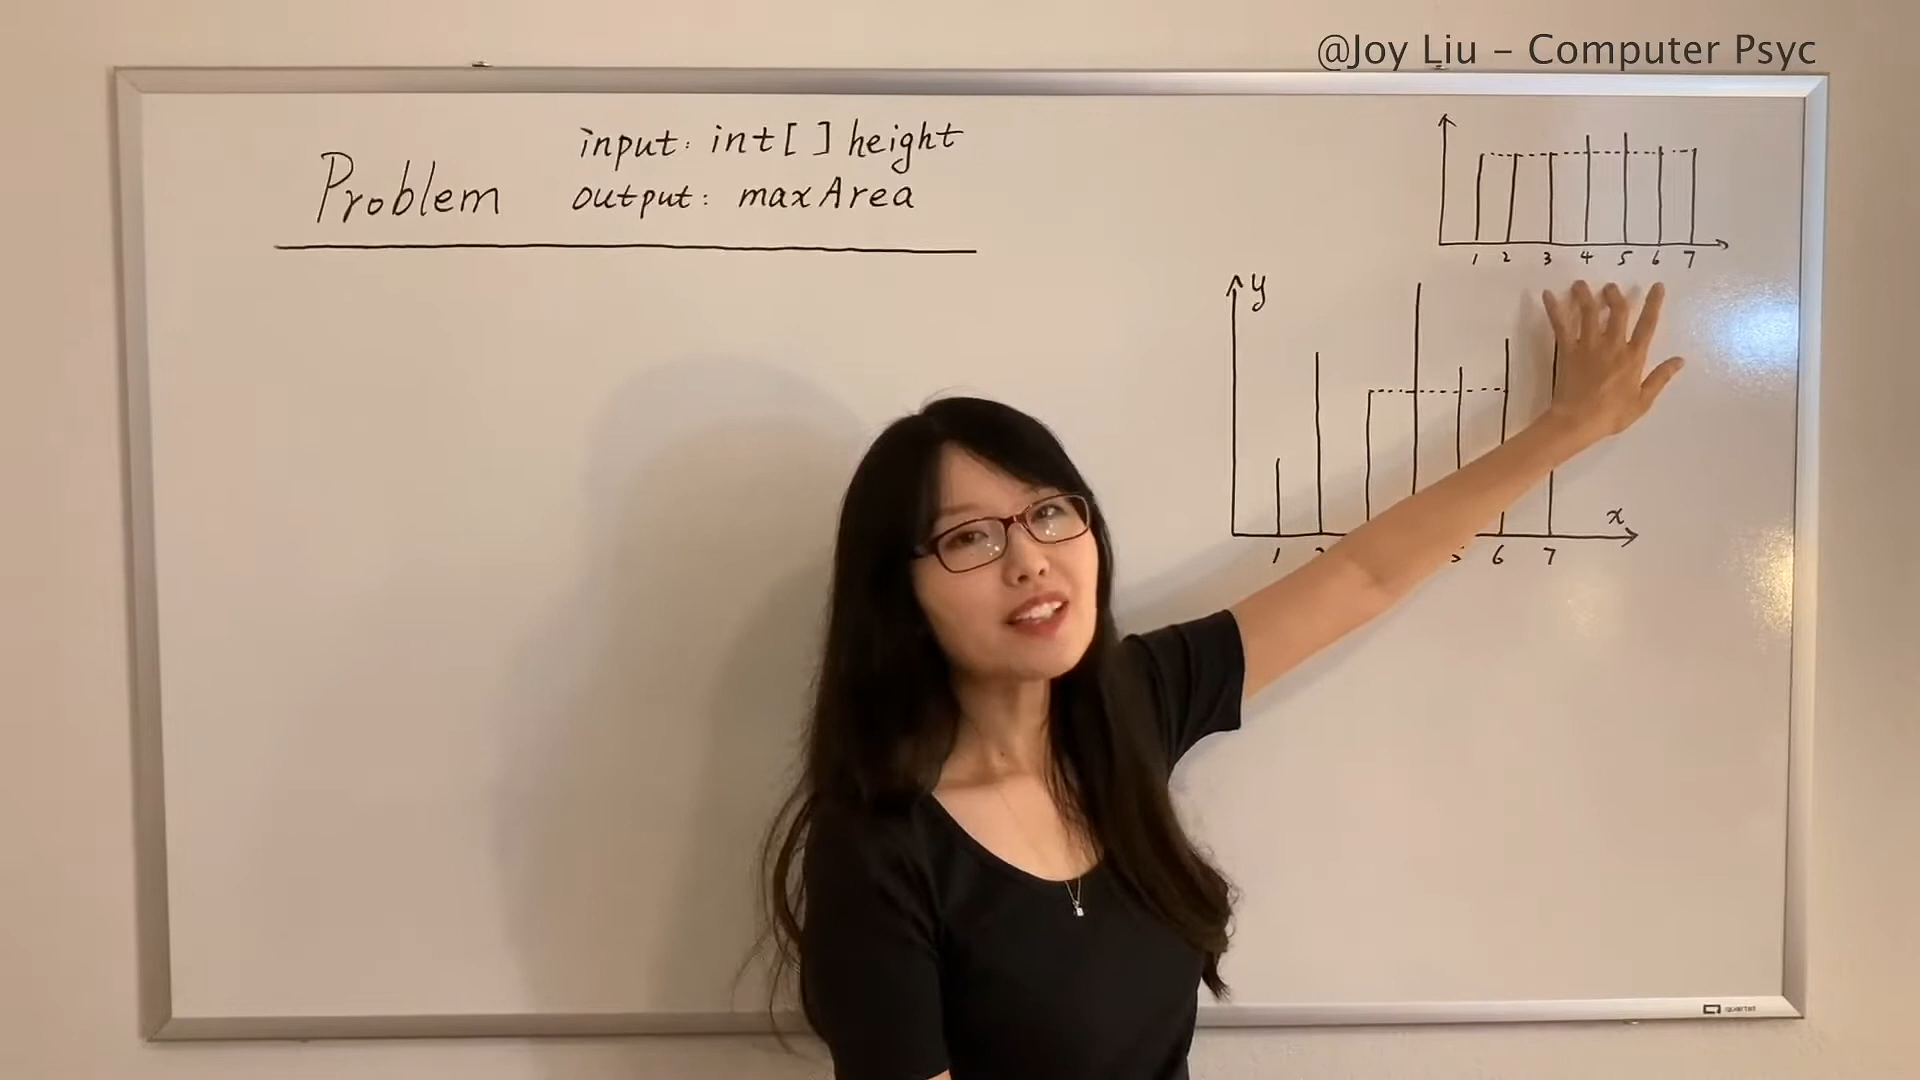 @Joy Liu – Computer Psyc
Problem
input: int[ ] height
output: maxArea
1 2 3 4 5 6 7
y
x
1 6 7
quartet